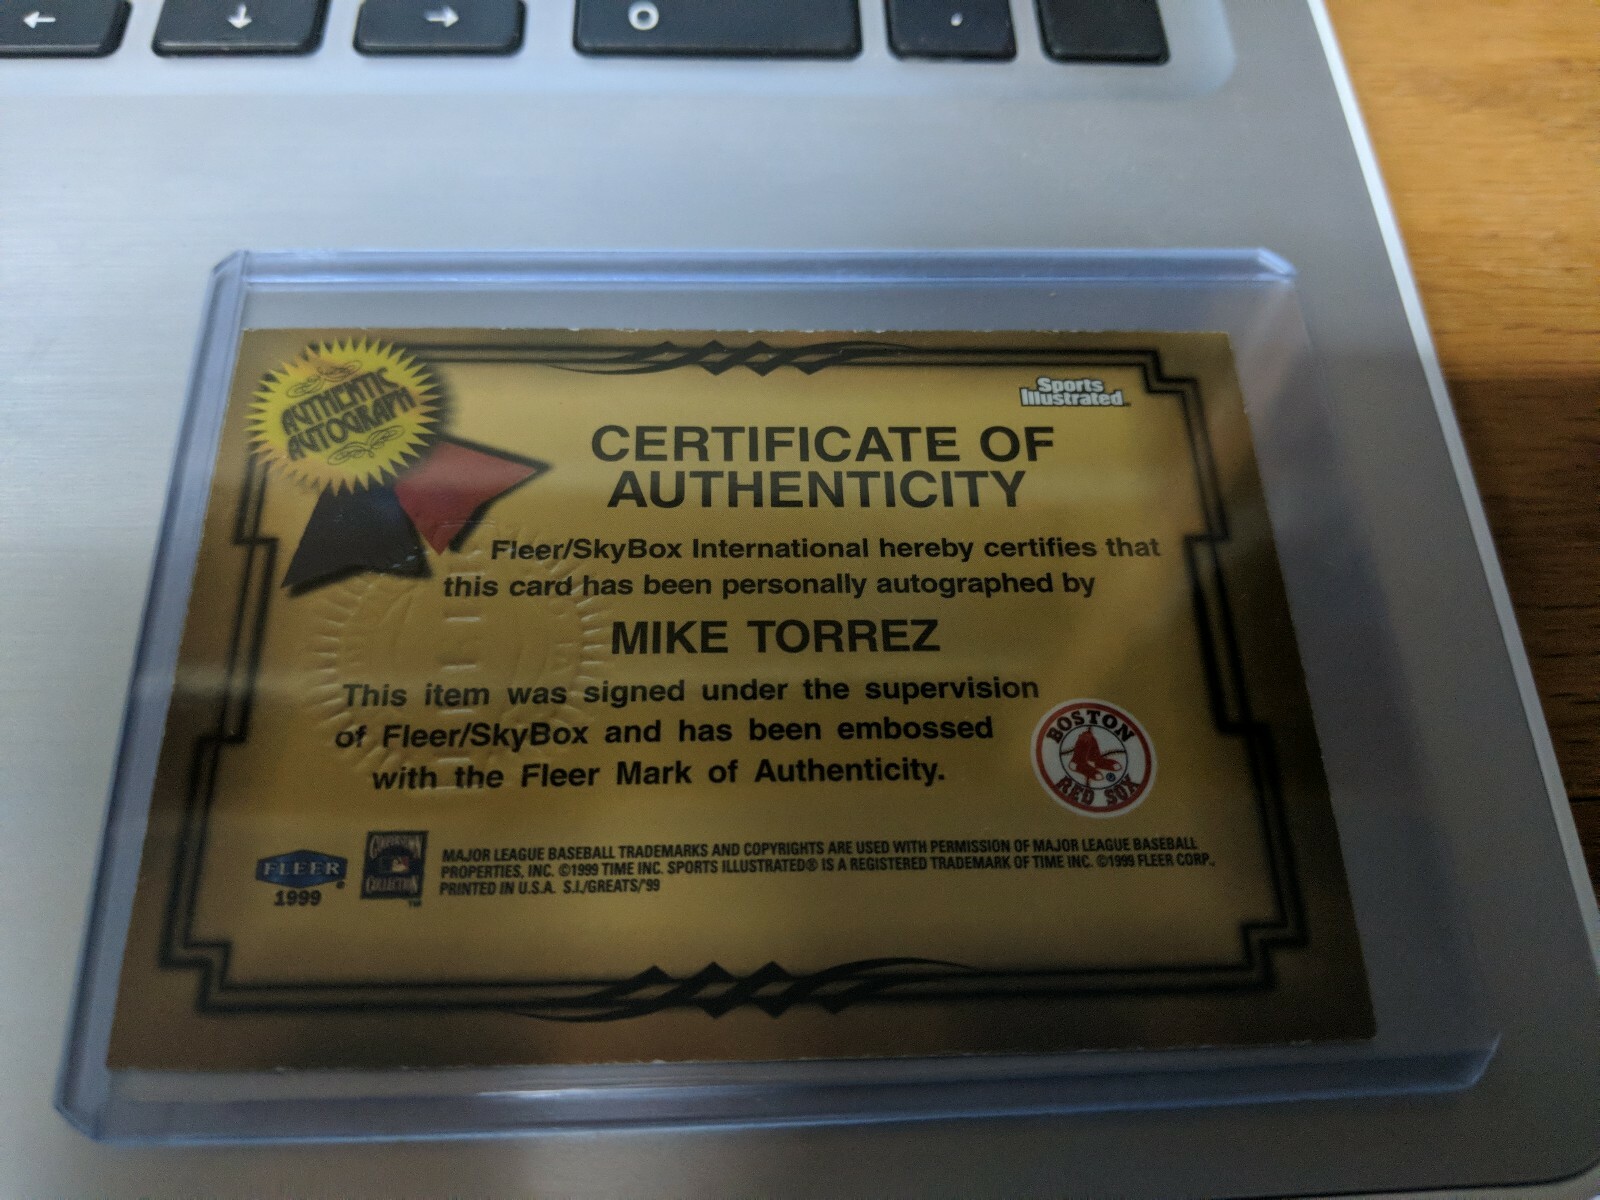 ←
↓
→
0
.
AUTHENTIC
AUTOGRAPH
Sports
Illustrated
CERTIFICATE OF
AUTHENTICITY
Fleer/SkyBox International hereby certifies that
this card has been personally autographed by
MIKE TORREZ
This item was signed under the supervision
of Fleer/SkyBox and has been embossed
with the Fleer Mark of Authenticity.
BOSTON
RED SOX
®
FLEER®
1999
COOPERSTOWN
COLLECTION
TM
MAJOR LEAGUE BASEBALL TRADEMARKS AND COPYRIGHTS ARE USED WITH PERMISSION OF MAJOR LEAGUE BASEBALL
PROPERTIES, INC. ©1999 TIME INC. SPORTS ILLUSTRATED® IS A REGISTERED TRADEMARK OF TIME INC. ©1999 FLEER CORP.,
PRINTED IN U.S.A. S.I./GREATS/'99